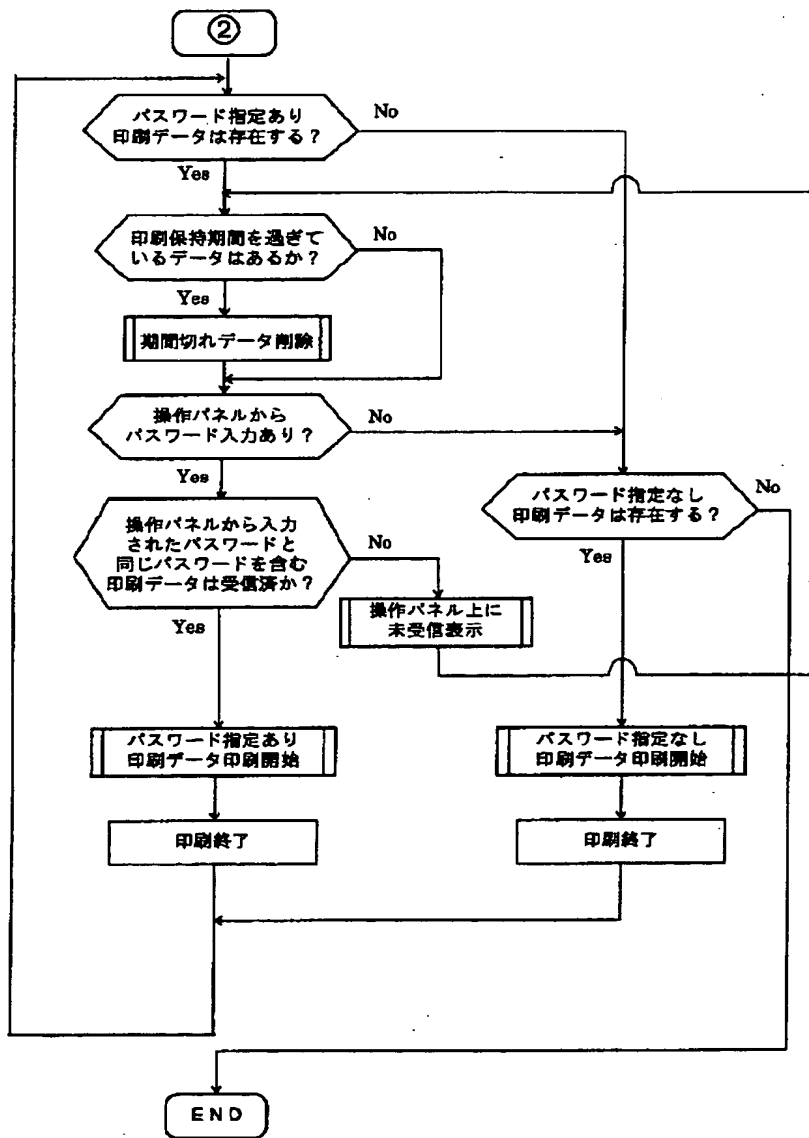 ②
パスワード指定あり
印刷データは存在する？
No
Yes
印刷保持期間を過ぎて
いるデータはあるか？
No
Yes
期間切れデータ削除
操作パネルから
パスワード入力あり？
No
Yes
パスワード指定なし
印刷データは存在する？
No
Yes
操作パネルから入力
されたパスワードと
同じパスワードを含む
印刷データは受信済か？
No
Yes
操作パネル上に
未受信表示
パスワード指定あり
印刷データ印刷開始
パスワード指定なし
印刷データ印刷開始
印刷終了
印刷終了
END